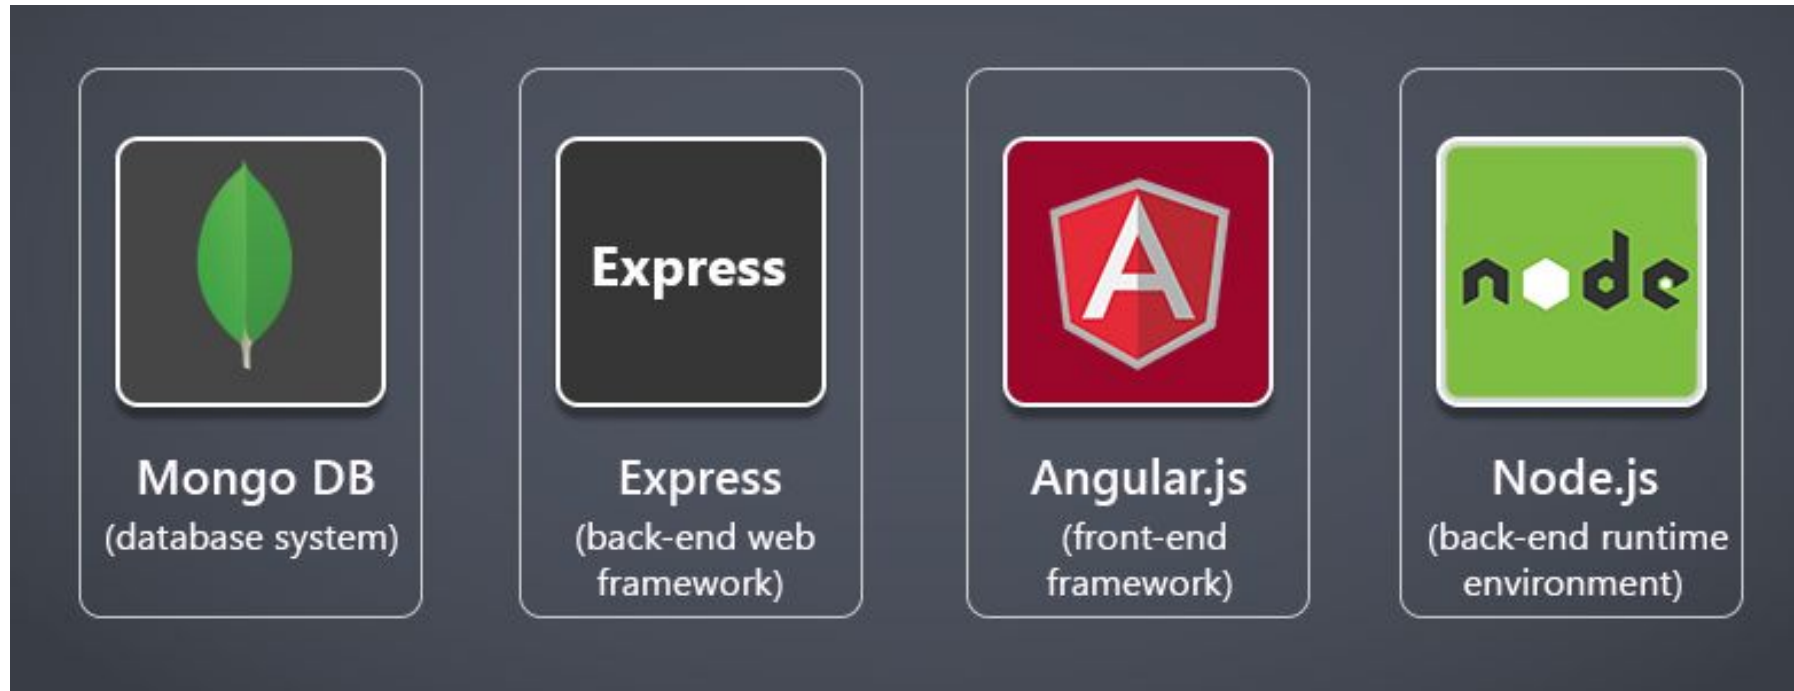 Express
node
Mongo DB
(database system)
Express
(back-end web
framework)
Angular.js
(front-end
framework)
Node.js
(back-end runtime
environment)